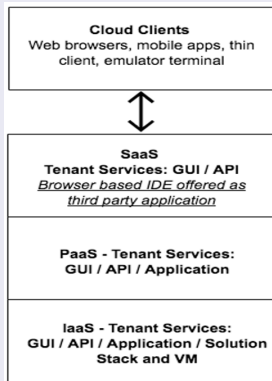 Cloud Clients
Web browsers, mobile apps, thin
client, emulator terminal
SaaS
Tenant Services: GUI / API
Browser based IDE offered as
third party application
PaaS - Tenant Services:
GUI / API / Application
IaaS - Tenant Services:
GUI / API / Application / Solution
Stack and VM